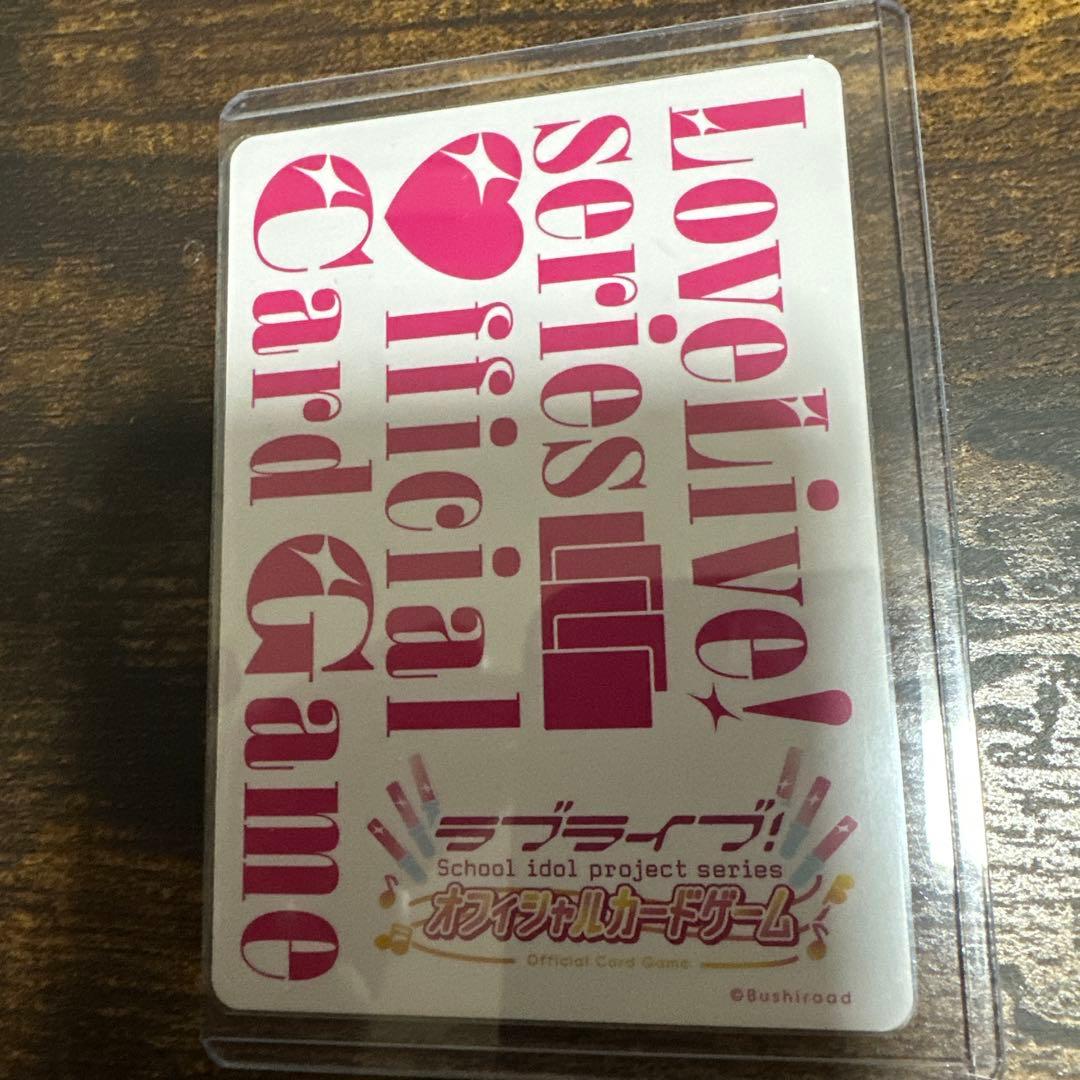 LoveLive!
series
♥fficial
Card Game
ラブライブ!
School idol project series
オフィシャルカードゲーム
Official Card Game
©Bushiroad